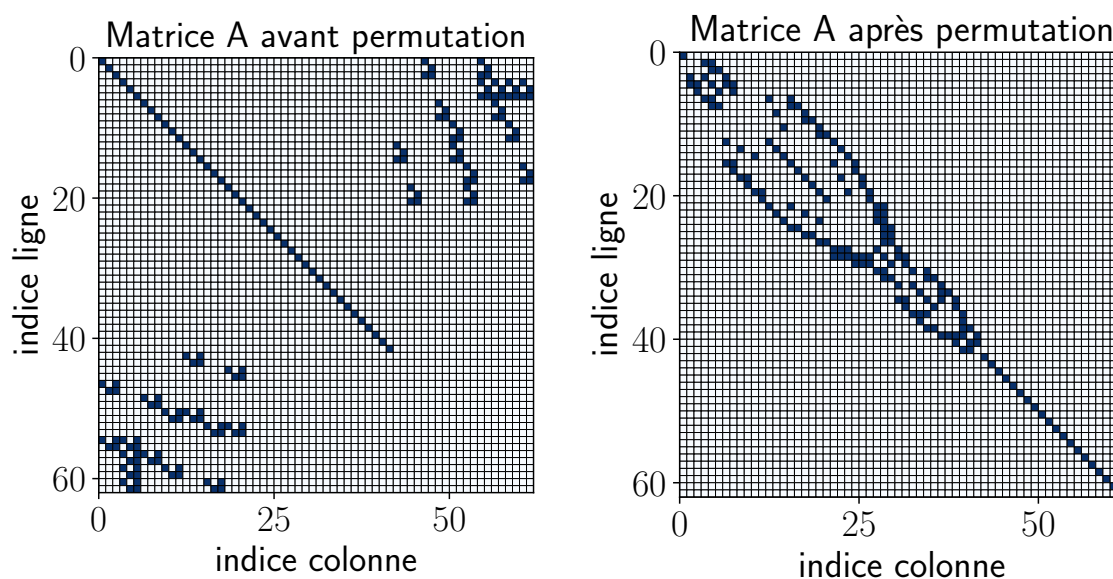 Matrice A avant permutation
0
20
40
60
0 25 50
indice ligne
indice colonne
Matrice A après permutation
0
20
40
60
0 25 50
indice ligne
indice colonne